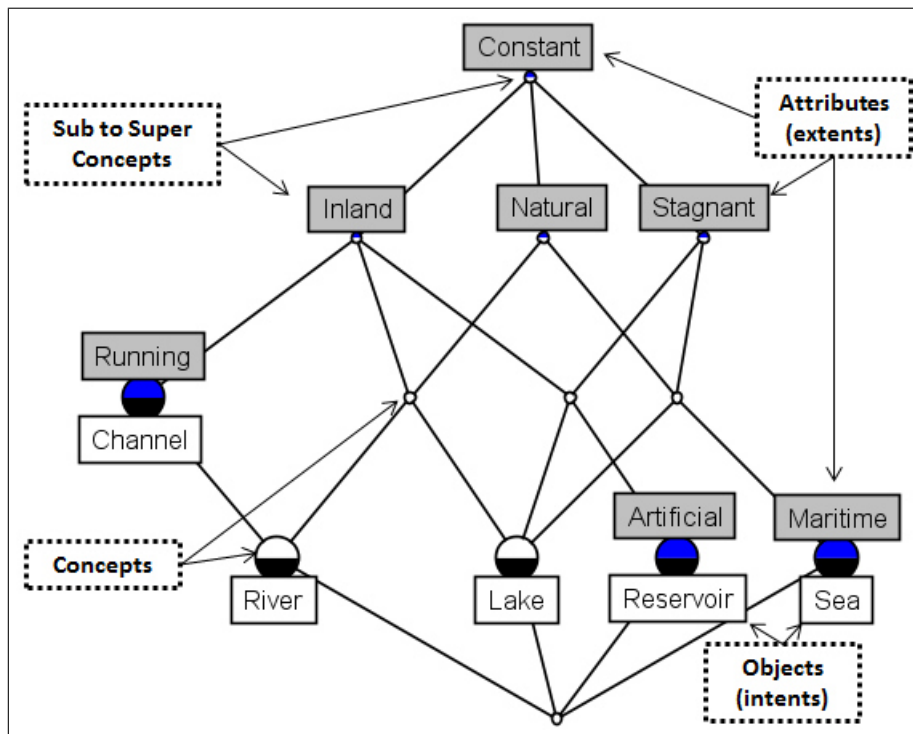 Constant
Sub to Super
Concepts
Attributes
(extents)
Inland
Natural
Stagnant
Running
Channel
Concepts
Artificial
Maritime
River
Lake
Reservoir
Sea
Objects
(intents)